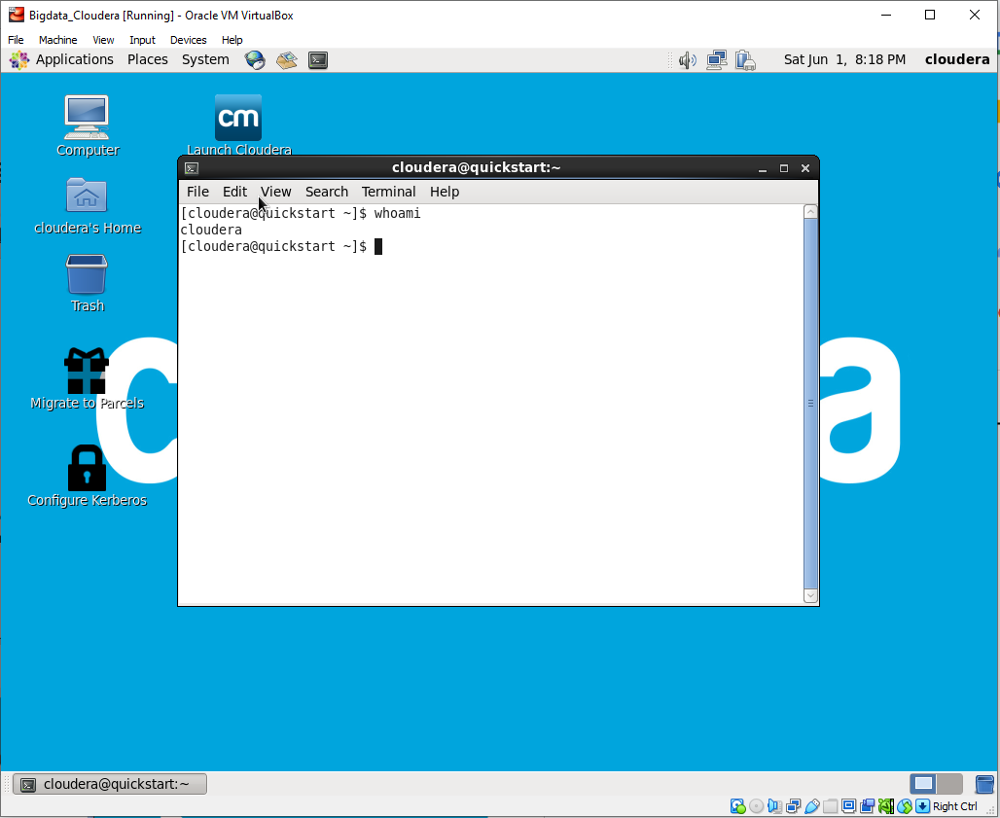 Bigdata_Cloudera [Running] - Oracle VM VirtualBox
File Machine View Input Devices Help
Applications Places System Sat Jun 1, 8:18 PM cloudera
Computer
cm
Launch Cloudera
cloudera@quickstart:~
File Edit View Search Terminal Help
[cloudera@quickstart ~]$ whoami
cloudera
[cloudera@quickstart ~]$
cloudera's Home
Trash
Migrate to Parcels
Configure Kerberos
c a
cloudera@quickstart:~
Right Ctrl